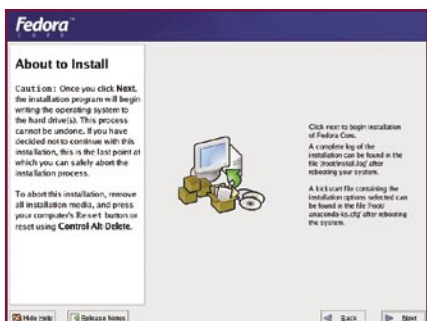 Fedora
CORE
About to Install
Caution: Once you click Next,
the installation program will begin
writing the operating system to
the hard drive(s). This process
cannot be undone. If you have
decided not to continue with this
installation, this is the last point at
which you can safely abort the
installation process.
To abort this installation, remove
all installation media, and press
your computer's Reset button or
reset using Control-Alt-Delete.
Click next to begin installation
of Fedora Core.
A complete log of the
installation can be found in the
file '/root/install.log' after
rebooting your system.
A kickstart file containing the
installation options selected can
be found in the file '/root/
anaconda-ks.cfg' after rebooting
the system.
Hide Help
Release Notes
Back
Next